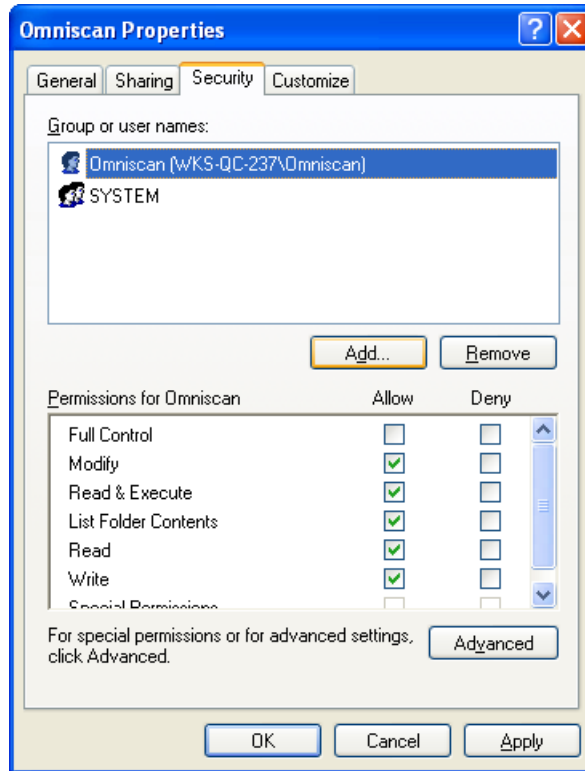 Omniscan Properties
General Sharing Security Customize
Group or user names:
Omniscan (WKS-QC-237\Omniscan)
SYSTEM
Add... Remove
Permissions for Omniscan Allow Deny
Full Control
Modify
Read & Execute
List Folder Contents
Read
Write
Special Permissions
For special permissions or for advanced settings,
click Advanced.
Advanced
OK Cancel Apply